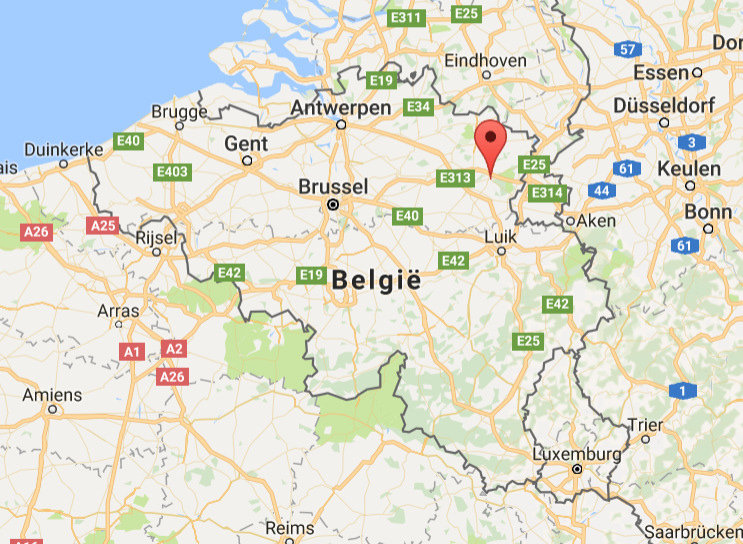 E311
E25
Eindhoven
57
Dor
Essen
E19
E34
Düsseldorf
Brugge
Antwerpen
3
Duinkerke
E40
Gent
E25
61
Keulen
ais
E403
E313
E314
44
Brussel
E40
Bonn
A26
A25
Aken
Rijsel
Luik
61
E42
E19
België
E42
Arras
E42
A1
A2
E25
A26
Amiens
1
Trier
Luxemburg
Reims
Saarbrücken